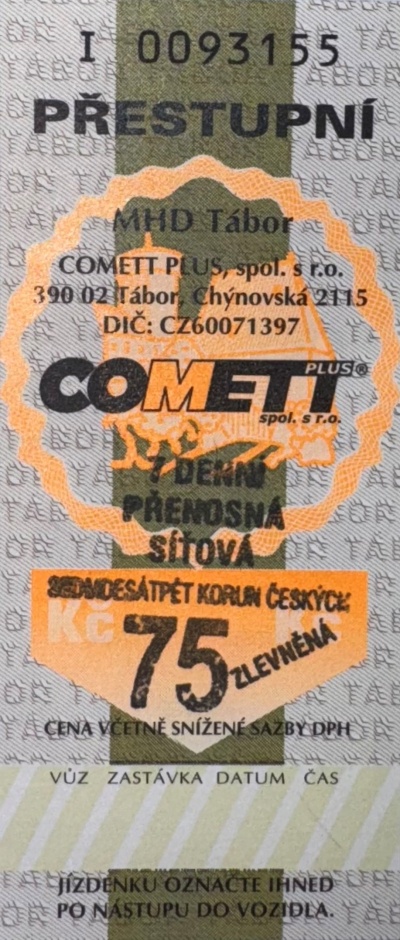 I 0093155
PŘESTUPNÍ
MHD Tábor
COMETT PLUS, spol. s r.o.
390 02 Tábor, Chýnovská 2115
DIČ: CZ60071397
COMETT PLUS®
spol. s r.o.
7 DENNÍ
PŘENOSNÁ
SÍŤOVÁ
SEDMDESÁTPĚT KORUN ČESKÝCH
Kč 75 Kč
ZLEVNĚNÁ
CENA VČETNĚ SNÍŽENÉ SAZBY DPH
VŮZ ZASTÁVKA DATUM ČAS
JÍZDENKU OZNAČTE IHNED
PO NÁSTUPU DO VOZIDLA.